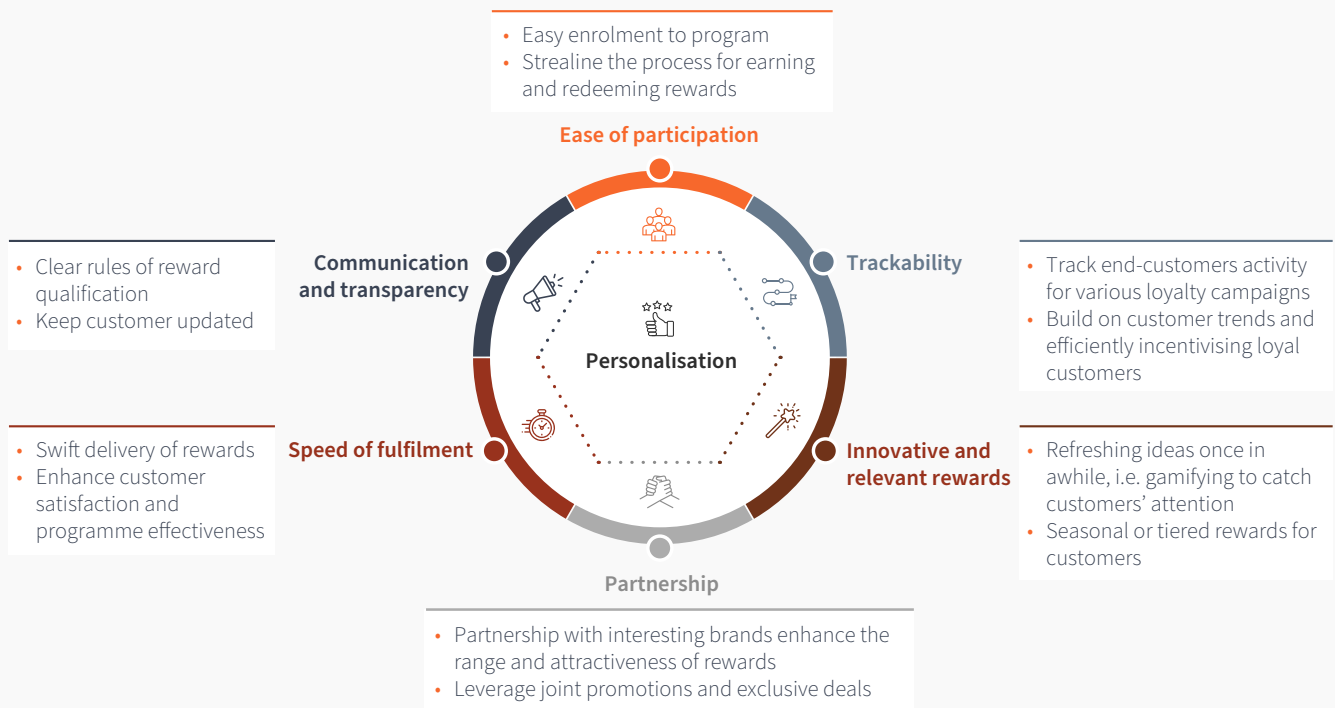 • Easy enrolment to program
• Strealine the process for earning
and redeeming rewards
Ease of participation
Communication
and transparency
• Clear rules of reward
qualification
• Keep customer updated
Trackability
• Track end-customers activity
for various loyalty campaigns
• Build on customer trends and
efficiently incentivising loyal
customers
Personalisation
Speed of fulfilment
• Swift delivery of rewards
• Enhance customer
satisfaction and
programme effectiveness
Innovative and
relevant rewards
• Refreshing ideas once in
awhile, i.e. gamifying to catch
customers’ attention
• Seasonal or tiered rewards for
customers
Partnership
• Partnership with interesting brands enhance the
range and attractiveness of rewards
• Leverage joint promotions and exclusive deals